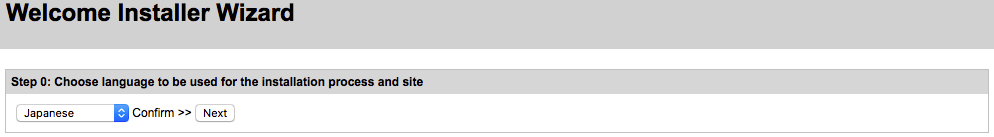 Welcome Installer Wizard
Step 0: Choose language to be used for the installation process and site
Japanese Confirm >> Next